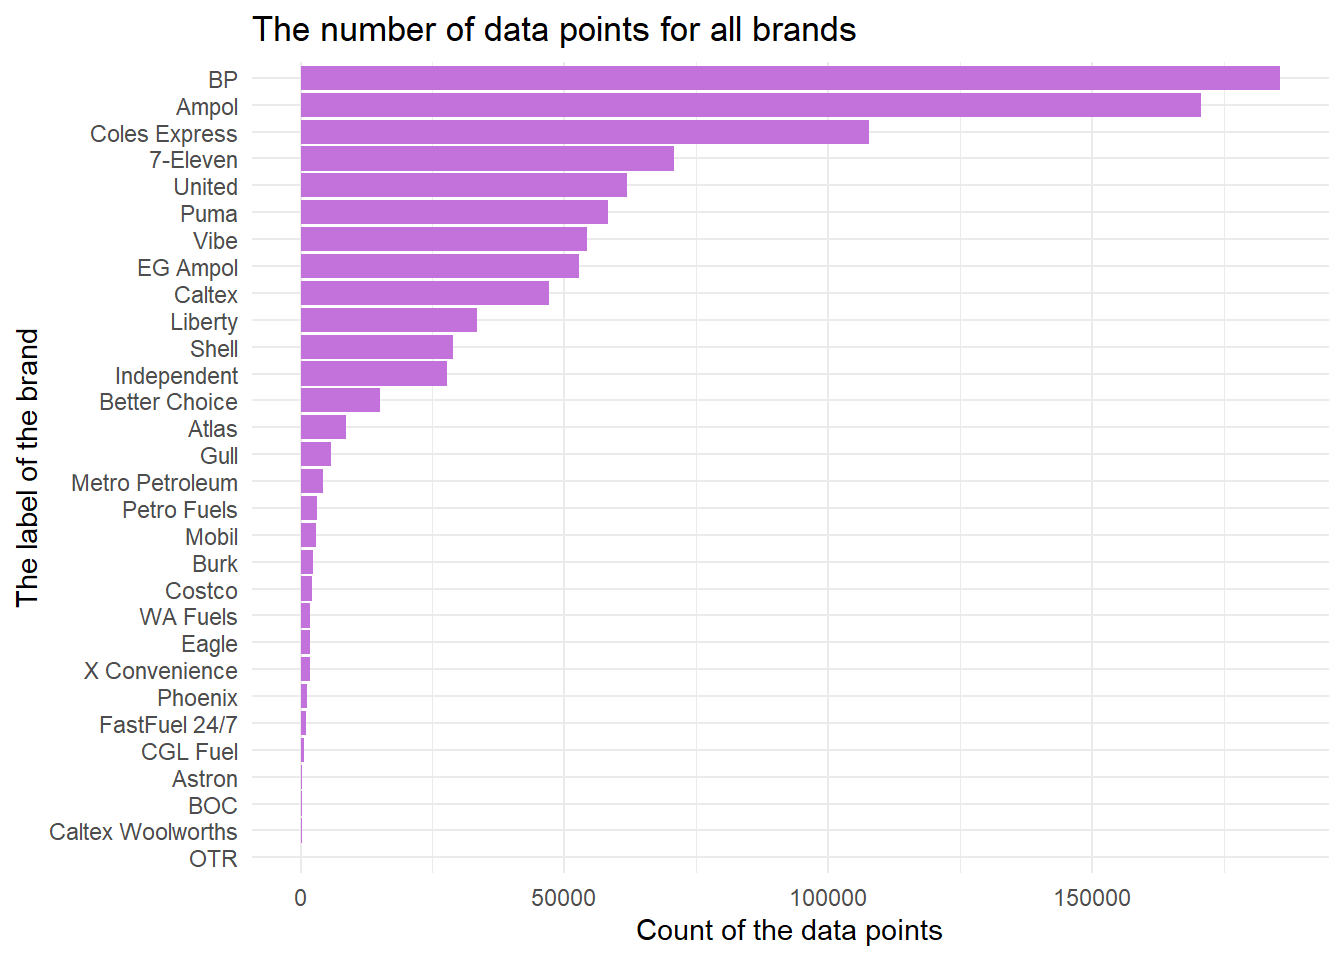 The number of data points for all brands
The label of the brand
BP
Ampol
Coles Express
7-Eleven
United
Puma
Vibe
EG Ampol
Caltex
Liberty
Shell
Independent
Better Choice
Atlas
Gull
Metro Petroleum
Petro Fuels
Mobil
Burk
Costco
WA Fuels
Eagle
X Convenience
Phoenix
FastFuel 24/7
CGL Fuel
Astron
BOC
Caltex Woolworths
OTR
0 50000 100000 150000
Count of the data points